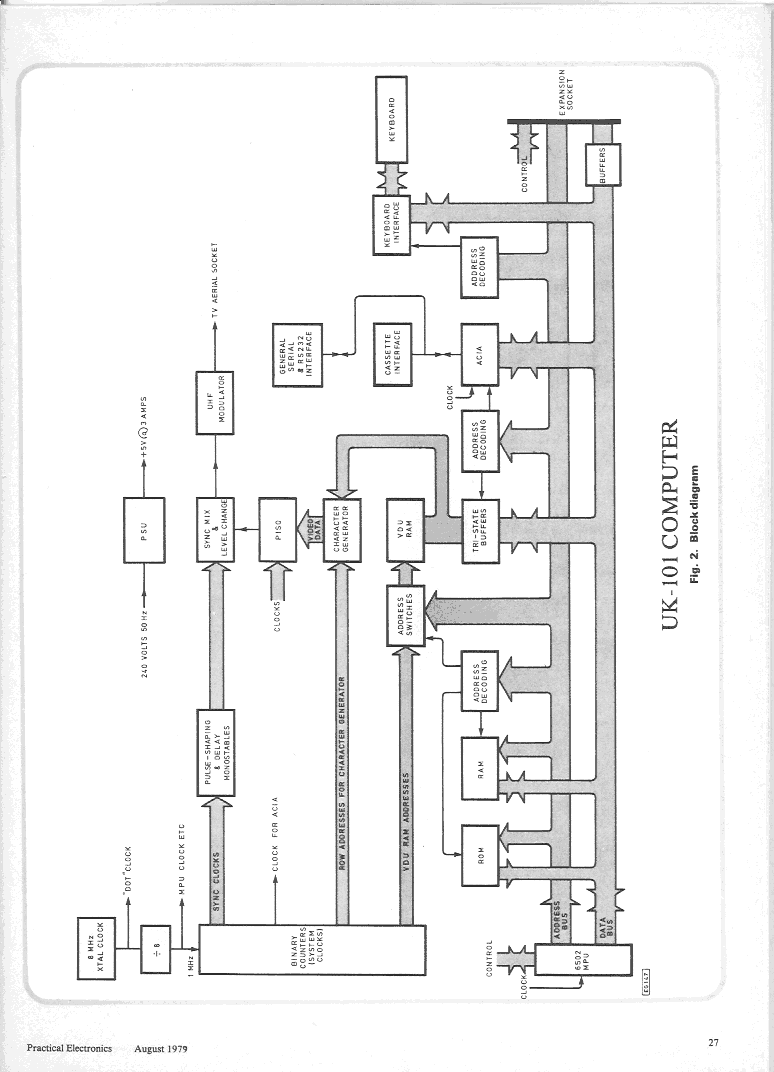 8 MHz
XTAL CLOCK
"DOT" CLOCK
÷ 8
MPU CLOCK ETC
1 MHz
BINARY
COUNTERS
(SYSTEM
CLOCKS)
SYNC CLOCKS
CLOCK FOR ACIA
ROW ADDRESSES FOR CHARACTER GENERATOR
VDU RAM ADDRESSES
PULSE-SHAPING
& DELAY
MONOSTABLES
240 VOLTS 50Hz
PSU
+5V @ 3 AMPS
SYNC MIX
&
LEVEL CHANGE
UHF
MODULATOR
TV AERIAL SOCKET
CLOCKS
PISO
VIDEO
DATA
CHARACTER
GENERATOR
GENERAL
SERIAL
& RS232
INTERFACE
CASSETTE
INTERFACE
KEYBOARD
INTERFACE
KEYBOARD
ADDRESS
SWITCHES
VDU
RAM
ROM
RAM
ADDRESS
DECODING
TRI-STATE
BUFFERS
ADDRESS
DECODING
CLOCK
ACIA
ADDRESS
DECODING
CONTROL
CLOCK
6502
MPU
ADDRESS
BUS
DATA
BUS
CONTROL
BUFFERS
EXPANSION
SOCKET
EG147
UK-101 COMPUTER
Fig. 2. Block diagram
Practical Electronics August 1979
27